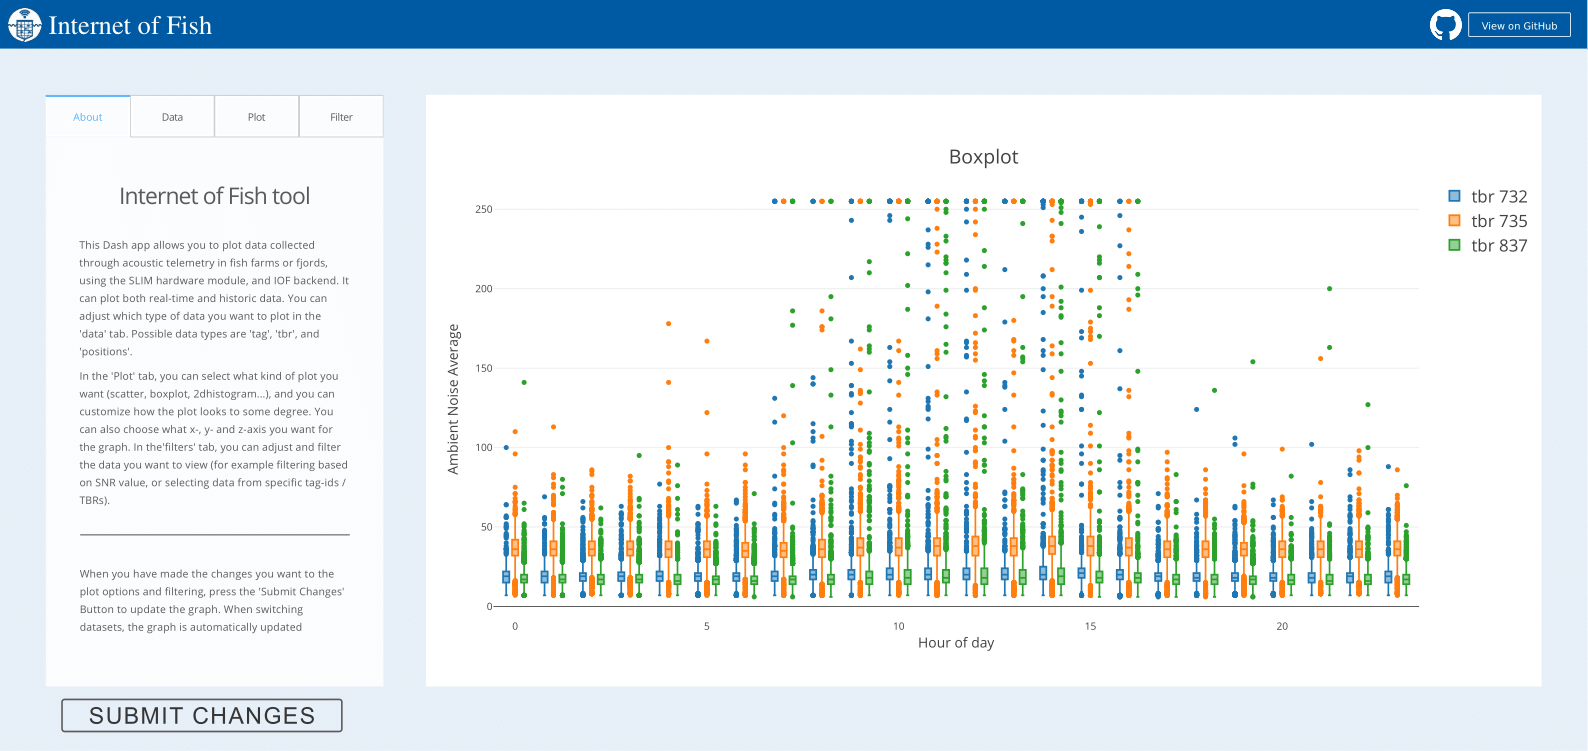 Internet of Fish
View on GitHub
About
Data
Plot
Filter
Internet of Fish tool
This Dash app allows you to plot data collected
through acoustic telemetry in fish farms or fjords,
using the SLIM hardware module, and IOF backend. It
can plot both real-time and historic data. You can
adjust which type of data you want to plot in the
'data' tab. Possible data types are 'tag', 'tbr', and
'positions'.
In the 'Plot' tab, you can select what kind of plot you
want (scatter, boxplot, 2dhistogram...), and you can
customize how the plot looks to some degree. You
can also choose what x-, y- and z-axis you want for
the graph. In the'filters' tab, you can adjust and filter
the data you want to view (for example filtering based
on SNR value, or selecting data from specific tag-ids /
TBRs).
When you have made the changes you want to the
plot options and filtering, press the 'Submit Changes'
Button to update the graph. When switching
datasets, the graph is automatically updated
SUBMIT CHANGES
Boxplot
tbr 732
tbr 735
tbr 837
Ambient Noise Average
250
200
150
100
50
0
0
5
10
15
20
Hour of day